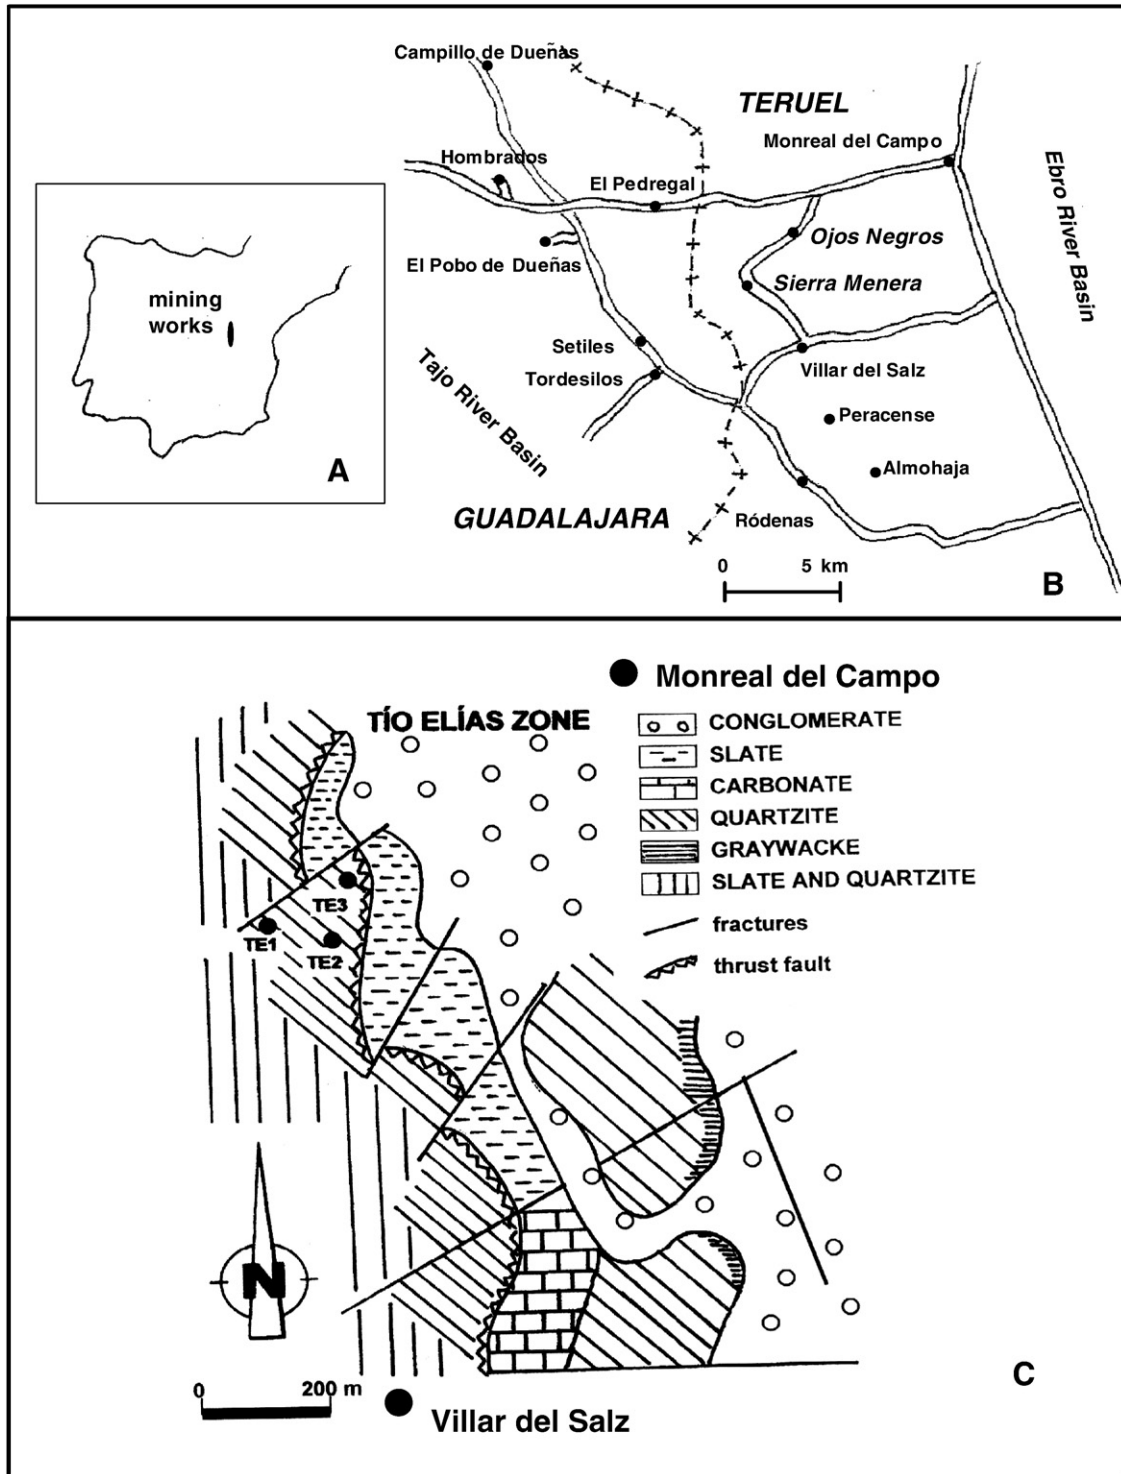 Campillo de Dueñas
TERUEL
Monreal del Campo
Hombrados
El Pedregal
Ebro River Basin
Ojos Negros
El Pobo de Dueñas
Sierra Menera
mining
works
Setiles
Villar del Salz
Tordesilos
Tajo River Basin
Peracense
Almohaja
A
GUADALAJARA
Ródenas
0 5 km
B
Monreal del Campo
TÍO ELÍAS ZONE
CONGLOMERATE
SLATE
CARBONATE
QUARTZITE
GRAYWACKE
SLATE AND QUARTZITE
fractures
thrust fault
TE3
TE1
TE2
N
0 200 m
C
Villar del Salz